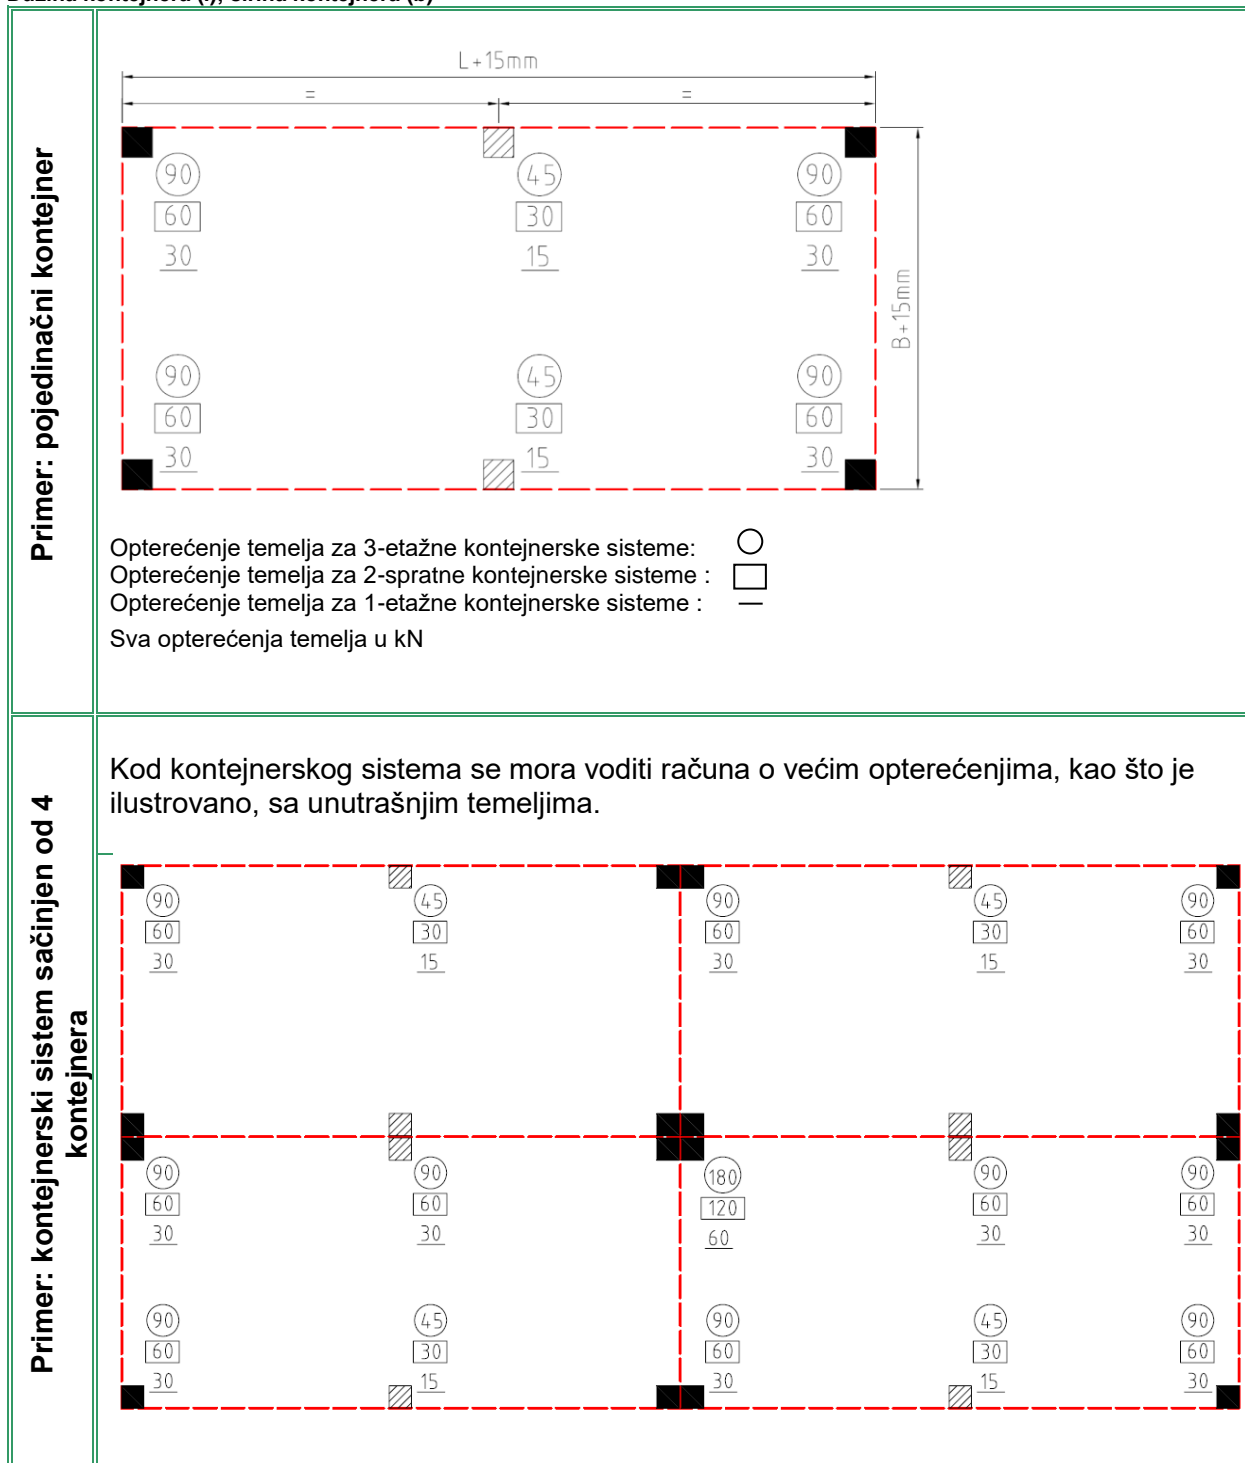 Dužina kontejnera (l), širina kontejnera (b)
Primer: pojedinačni kontejner
L+15mm
= =
90 45 90
60 30 60
30 15 30
B+15mm
90 45 90
60 30 60
30 15 30
Opterećenje temelja za 3-etažne kontejnerske sisteme:
Opterećenje temelja za 2-spratne kontejnerske sisteme :
Opterećenje temelja za 1-etažne kontejnerske sisteme :
Sva opterećenja temelja u kN
Primer: kontejnerski sistem sačinjen od 4
kontejnera
Kod kontejnerskog sistema se mora voditi računa o većim opterećenjima, kao što je
ilustrovano, sa unutrašnjim temeljima.
90 45 90 45 90
60 30 60 30 60
30 15 30 15 30
90 90 180 90 90
60 60 120 60 60
30 30 60 30 30
90 45 90 45 90
60 30 60 30 60
30 15 30 15 30